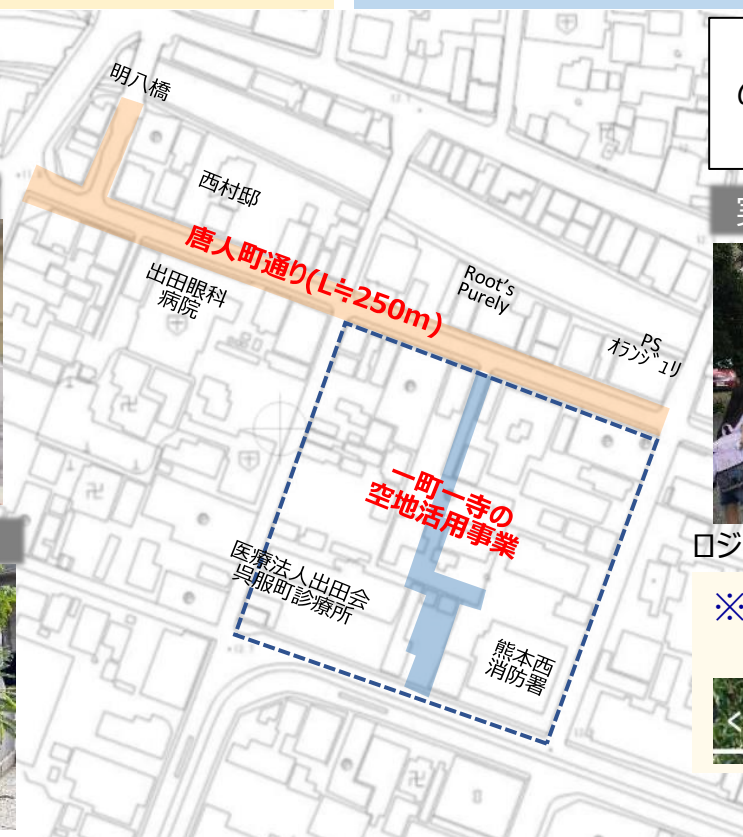 明八橋
西村邸
唐人町通り(L≒250m)
出田眼科
病院
Root's
Purely
PS
オランジュリ
一町一寺の
空地活用事業
医療法人出田会
呉服町診療所
熊本西
消防署
ロジ
※